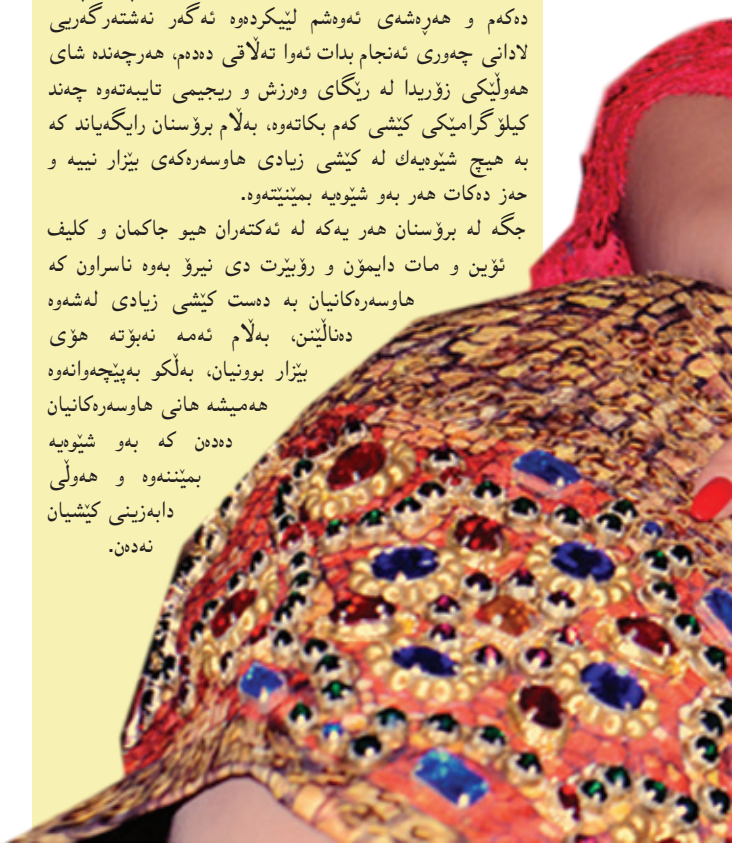 دەکەم و هەڕەشەی ئەوەشم لێیکردەوە ئەگەر نەشتەرگەریی
لادانی چەوری ئەنجام بدات ئەوا تەڵاقی دەدەم، هەرچەندە شای
هەوڵێکی زۆریدا لە رێگای وەرزش و ریجیمی تایبەتەوە چەند
کیلۆگرامێکی کێشی کەم بکاتەوە، بەڵام برۆسنان رایگەیاند کە
بە هیچ شێوەیەك لە کێشی زیادی هاوسەرەکەی بێزار نییە و
حەز دەکات هەر بەو شێوەیە بمێنێتەوە.
جگە لە برۆسنان هەر یەکە لە ئەکتەران هیو جاکمان و کلیف
ئۆین و مات دایمۆن و رۆبێرت دی نیرۆ بەوە ناسراون کە
هاوسەرەکانیان بە دەست کێشی زیادی لەشەوە
دەناڵێنن، بەڵام ئەمە نەبۆتە هۆی
بێزار بوونیان، بەڵکو بەپێچەوانەوە
هەمیشە هانی هاوسەرەکانیان
دەدەن کە بەو شێوەیە
بمێننەوە و هەوڵی
دابەزینی کێشیان
نەدەن.